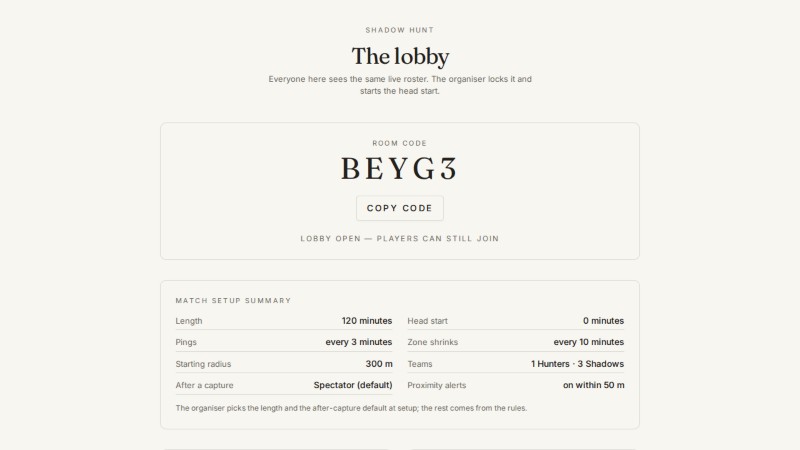 SHADOW HUNT
The lobby
Everyone here sees the same live roster. The organiser locks it and
starts the head start.
ROOM CODE
BEYG3
COPY CODE
LOBBY OPEN — PLAYERS CAN STILL JOIN
MATCH SETUP SUMMARY
Length 120 minutes Head start 0 minutes
Pings every 3 minutes Zone shrinks every 10 minutes
Starting radius 300 m Teams 1 Hunters · 3 Shadows
After a capture Spectator (default) Proximity alerts on within 50 m
The organiser picks the length and the after-capture default at setup; the rest comes from the rules.